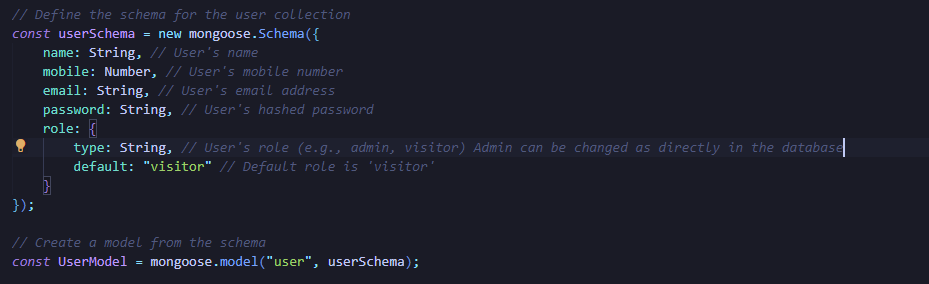 // Define the schema for the user collection
const userSchema = new mongoose.Schema({
name: String, // User's name
mobile: Number, // User's mobile number
email: String, // User's email address
password: String, // User's hashed password
role: {
type: String, // User's role (e.g., admin, visitor) Admin can be changed as directly in the database
default: "visitor" // Default role is 'visitor'
}
});
// Create a model from the schema
const UserModel = mongoose.model("user", userSchema);